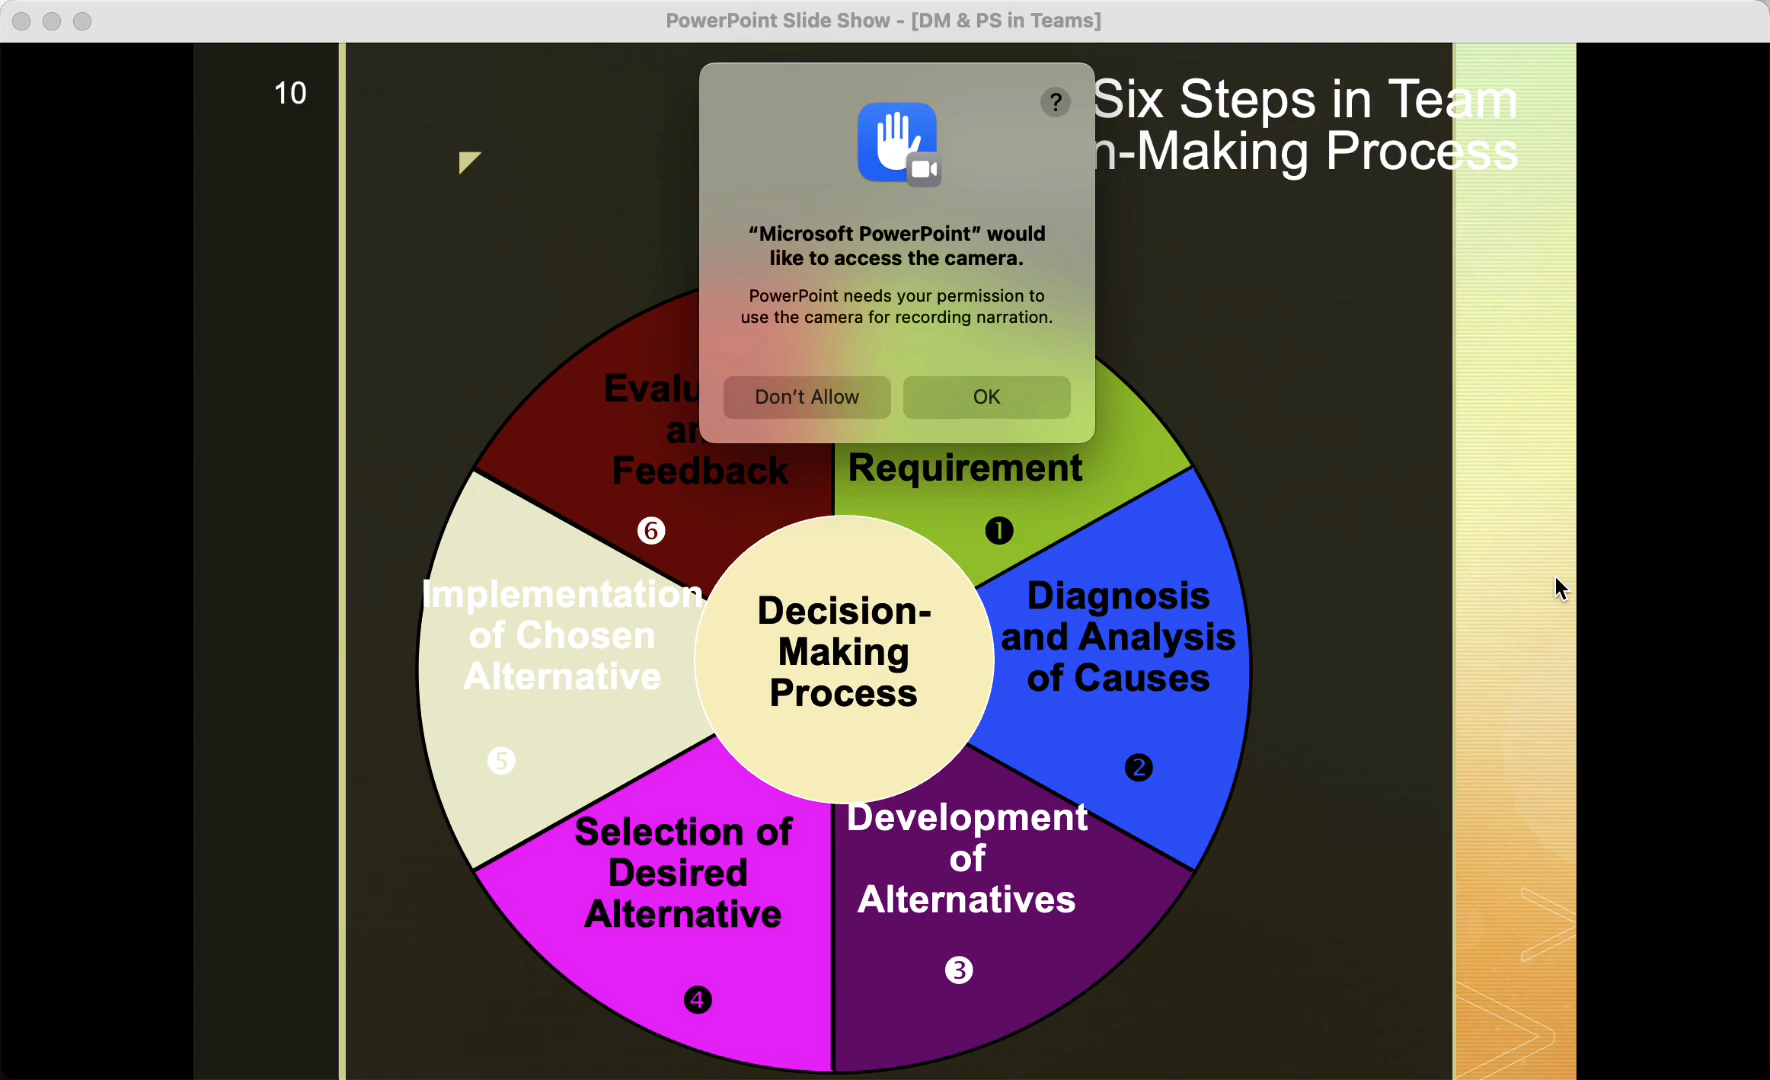 PowerPoint Slide Show - [DM & PS in Teams]
10
Six Steps in Team
n-Making Process
?
“Microsoft PowerPoint” would
like to access the camera.
PowerPoint needs your permission to
use the camera for recording narration.
Don’t Allow
OK
Requirement
1
Diagnosis
and Analysis
of Causes
2
Development
of
Alternatives
3
Selection of
Desired
Alternative
4
Implementation
of Chosen
Alternative
5
Feedback
6
Decision-
Making
Process